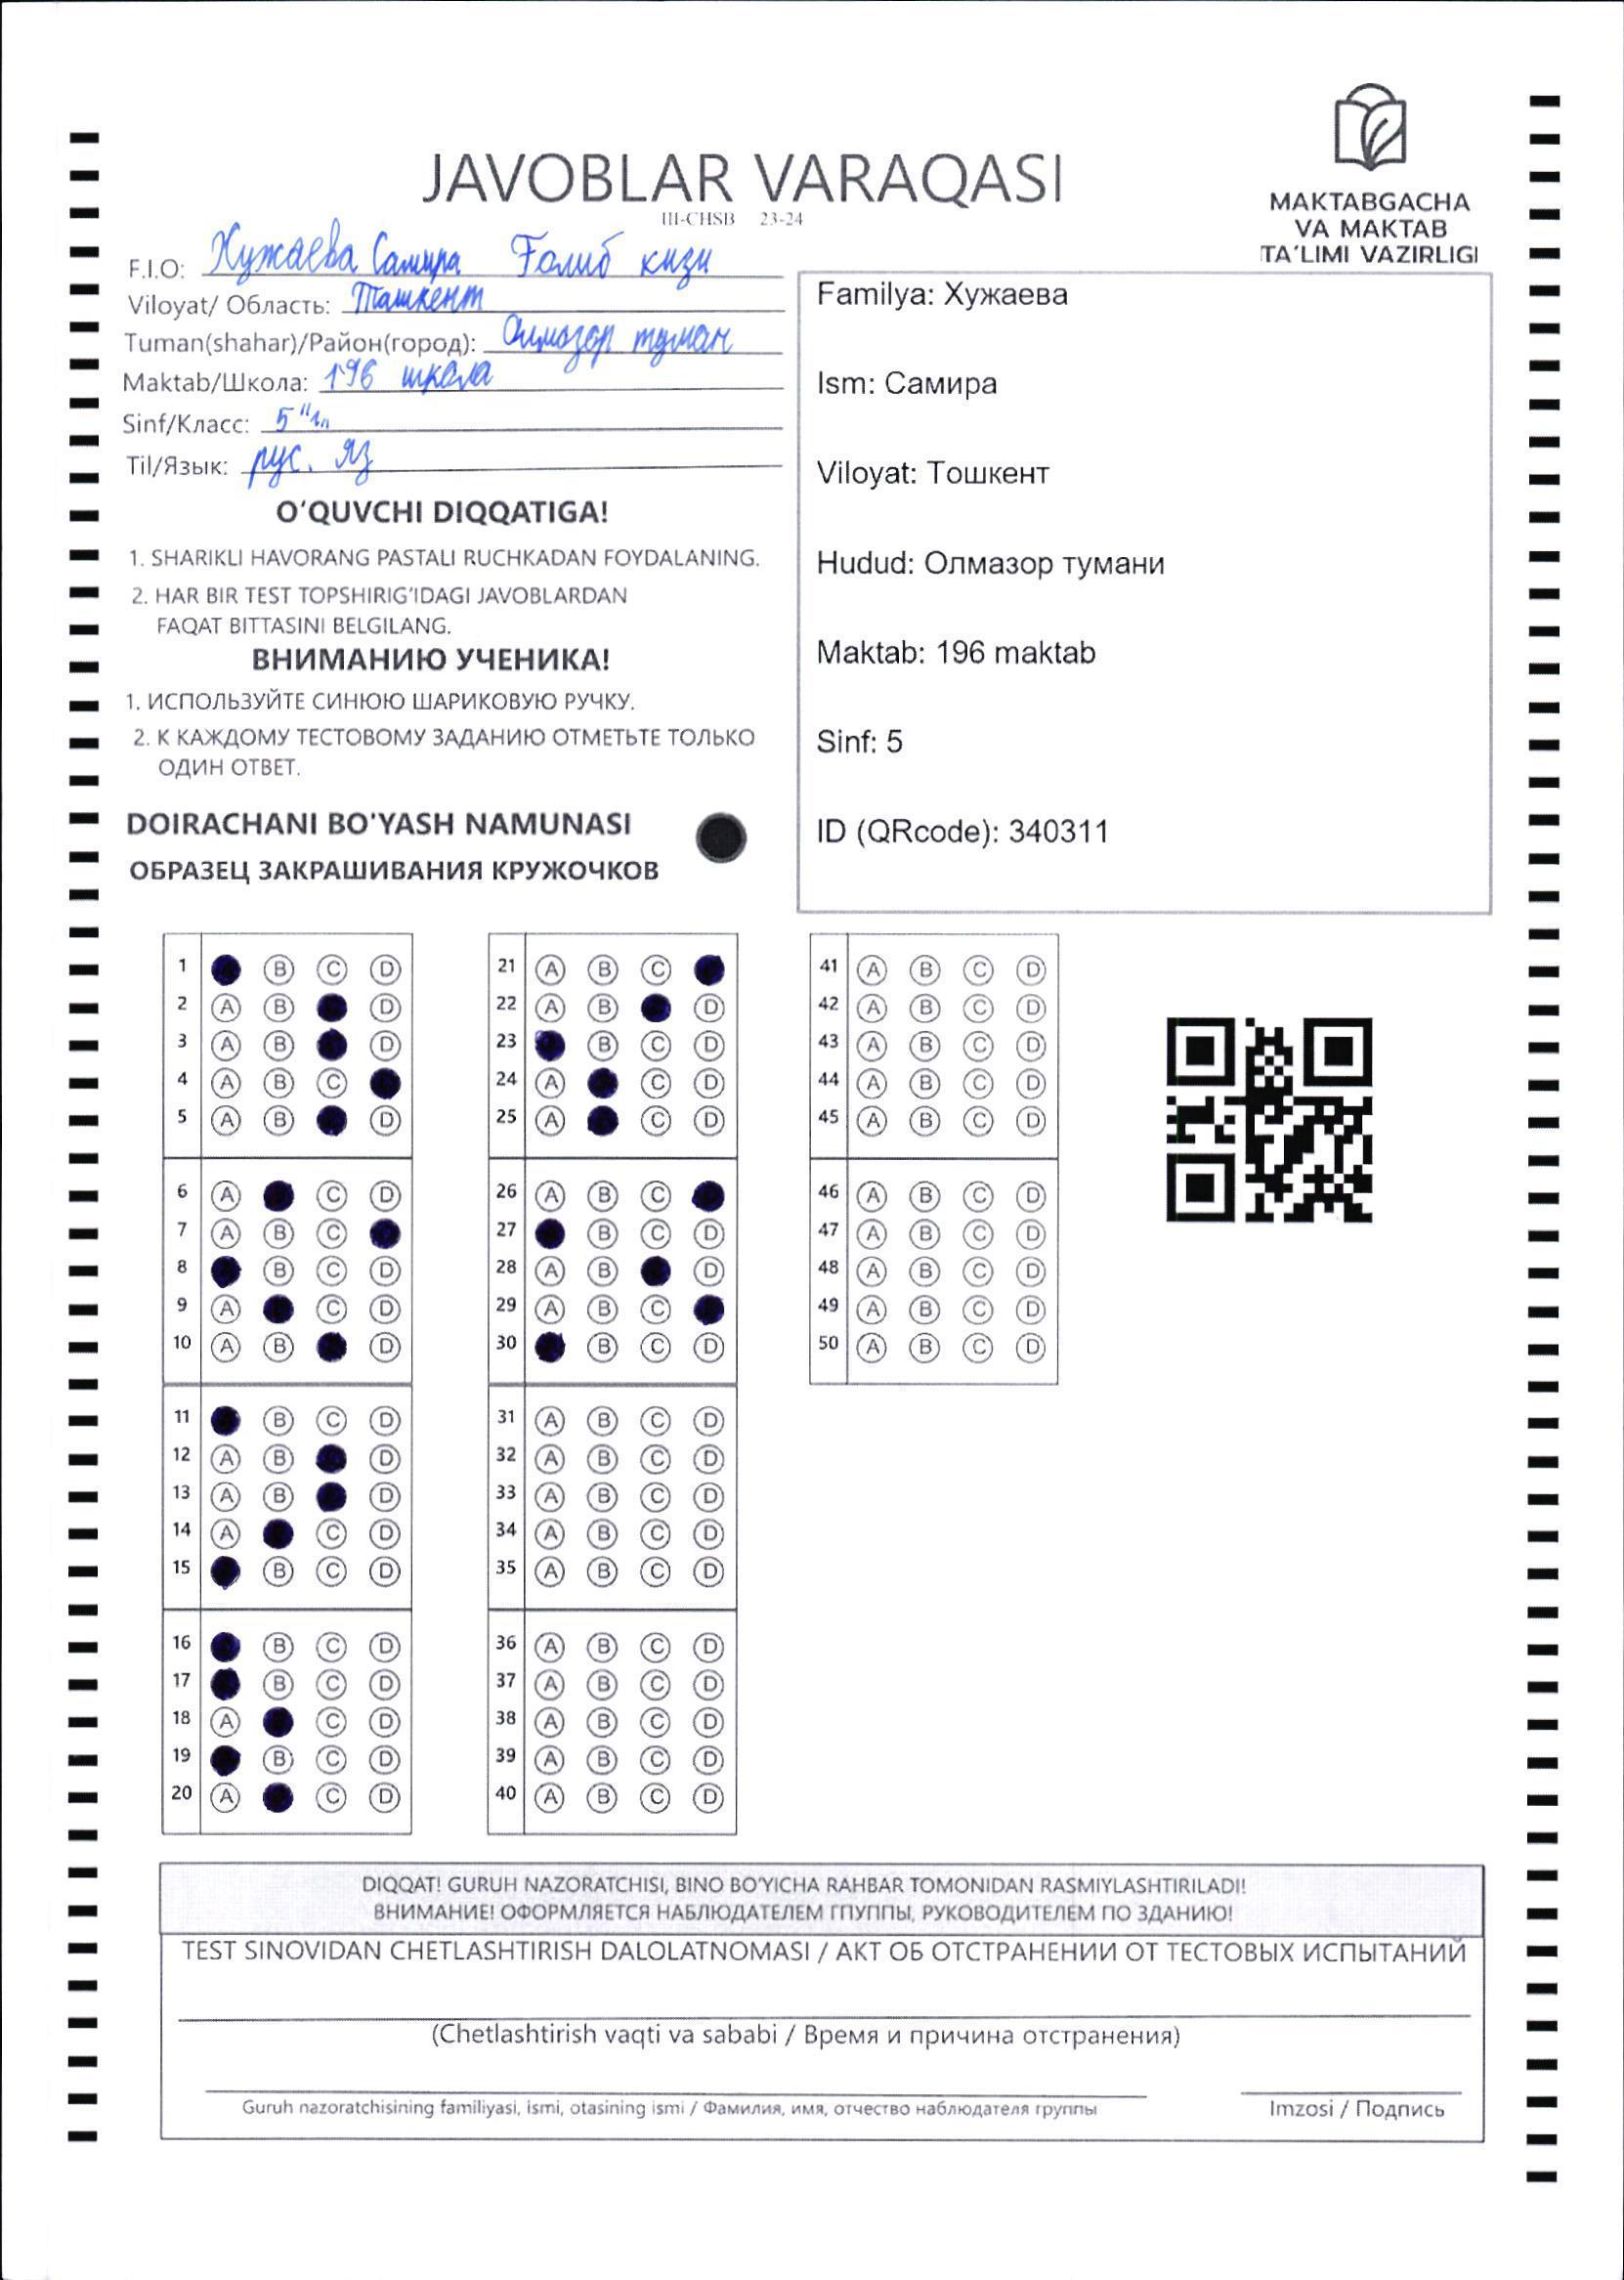 JAVOBLAR VARAQASI
III-CHSB 23-24
MAKTABGACHA
VA MAKTAB
TA'LIMI VAZIRLIGI
F.I.O: Хужаева Самира Ғолиб кизи
Viloyat/ Область: Ташкент
Tuman(shahar)/Район(город): Олмазор туман
Maktab/Школа: 196 школа
Sinf/Класс: 5
Til/Язык: рус. яз
O'QUVCHI DIQQATIGA!
1. SHARIKLI HAVORANG PASTALI RUCHKADAN FOYDALANING.
2. HAR BIR TEST TOPSHIRIG'IDAGI JAVOBLARDAN
FAQAT BITTASINI BELGILANG.
ВНИМАНИЮ УЧЕНИКА!
1. ИСПОЛЬЗУЙТЕ СИНЮЮ ШАРИКОВУЮ РУЧКУ.
2. К КАЖДОМУ ТЕСТОВОМУ ЗАДАНИЮ ОТМЕТЬТЕ ТОЛЬКО
ОДИН ОТВЕТ.
DOIRACHANI BO'YASH NAMUNASI
ОБРАЗЕЦ ЗАКРАШИВАНИЯ КРУЖОЧКОВ
Familya: Хужаева
Ism: Самира
Viloyat: Тошкент
Hudud: Олмазор тумани
Maktab: 196 maktab
Sinf: 5
ID (QRcode): 340311
1 B C D
2 A B D
3 A B D
4 A B C
5 A B D
6 A C D
7 A B C
8 B C D
9 A C D
10 A B D
11 B C D
12 A B D
13 A B D
14 A C D
15 B C D
16 B C D
17 B C D
18 A C D
19 B C D
20 A C D
21 A B C
22 A B D
23 B C D
24 A C D
25 A C D
26 A B C
27 B C D
28 A B D
29 A B C
30 B C D
31 A B C D
32 A B C D
33 A B C D
34 A B C D
35 A B C D
36 A B C D
37 A B C D
38 A B C D
39 A B C D
40 A B C D
41 A B C D
42 A B C D
43 A B C D
44 A B C D
45 A B C D
46 A B C D
47 A B C D
48 A B C D
49 A B C D
50 A B C D
DIQQAT! GURUH NAZORATCHISI, BINO BO'YICHA RAHBAR TOMONIDAN RASMIYLASHTIRILADI!
ВНИМАНИЕ! ОФОРМЛЯЕТСЯ НАБЛЮДАТЕЛЕМ ГПУППЫ, РУКОВОДИТЕЛЕМ ПО ЗДАНИЮ!
TEST SINOVIDAN CHETLASHTIRISH DALOLATNOMASI / АКТ ОБ ОТСТРАНЕНИИ ОТ ТЕСТОВЫХ ИСПЫТАНИЙ
(Chetlashtirish vaqti va sababi / Время и причина отстранения)
Guruh nazoratchisining familiyasi, ismi, otasining ismi / Фамилия, имя, отчество наблюдателя группы
Imzosi / Подпись